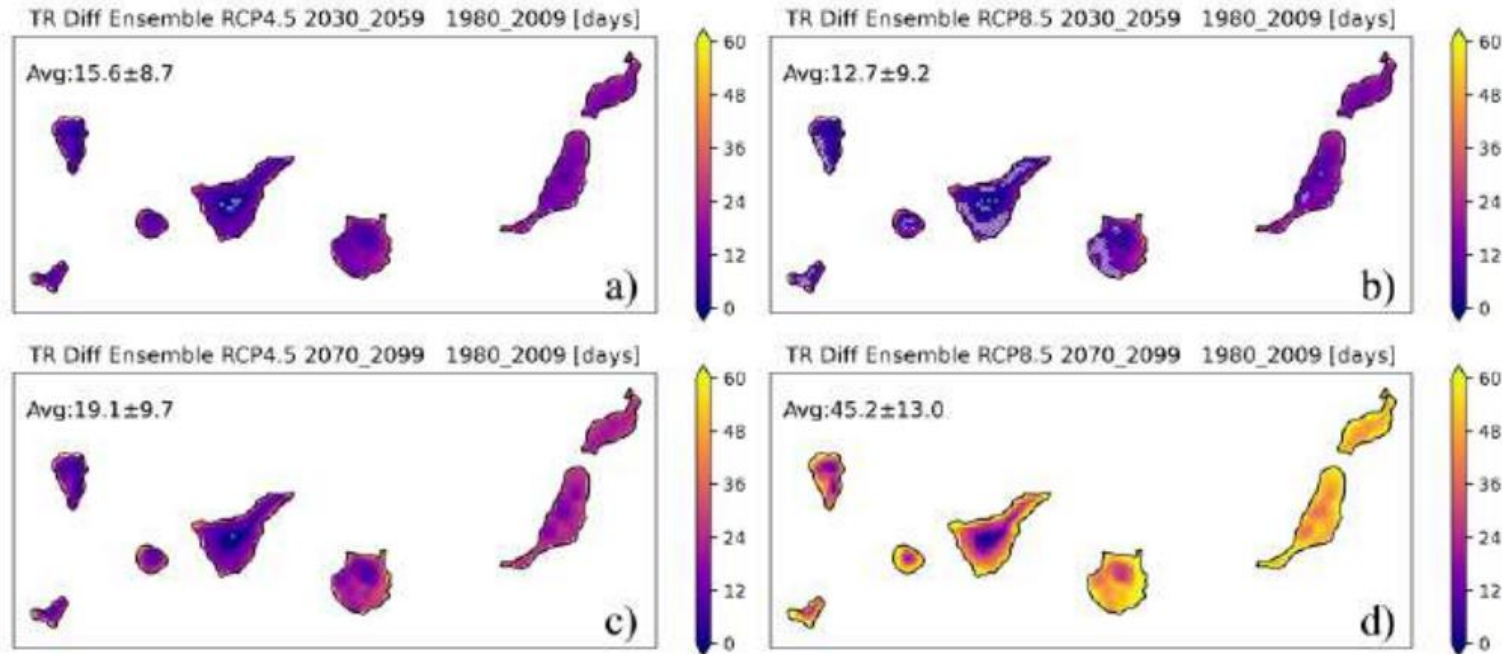 TR Diff Ensemble RCP4.5 2030_2059 1980_2009 [days]
Avg:15.6±8.7
a)
60
48
36
24
12
0
TR Diff Ensemble RCP8.5 2030_2059 1980_2009 [days]
Avg:12.7±9.2
b)
60
48
36
24
12
0
TR Diff Ensemble RCP4.5 2070_2099 1980_2009 [days]
Avg:19.1±9.7
c)
60
48
36
24
12
0
TR Diff Ensemble RCP8.5 2070_2099 1980_2009 [days]
Avg:45.2±13.0
d)
60
48
36
24
12
0